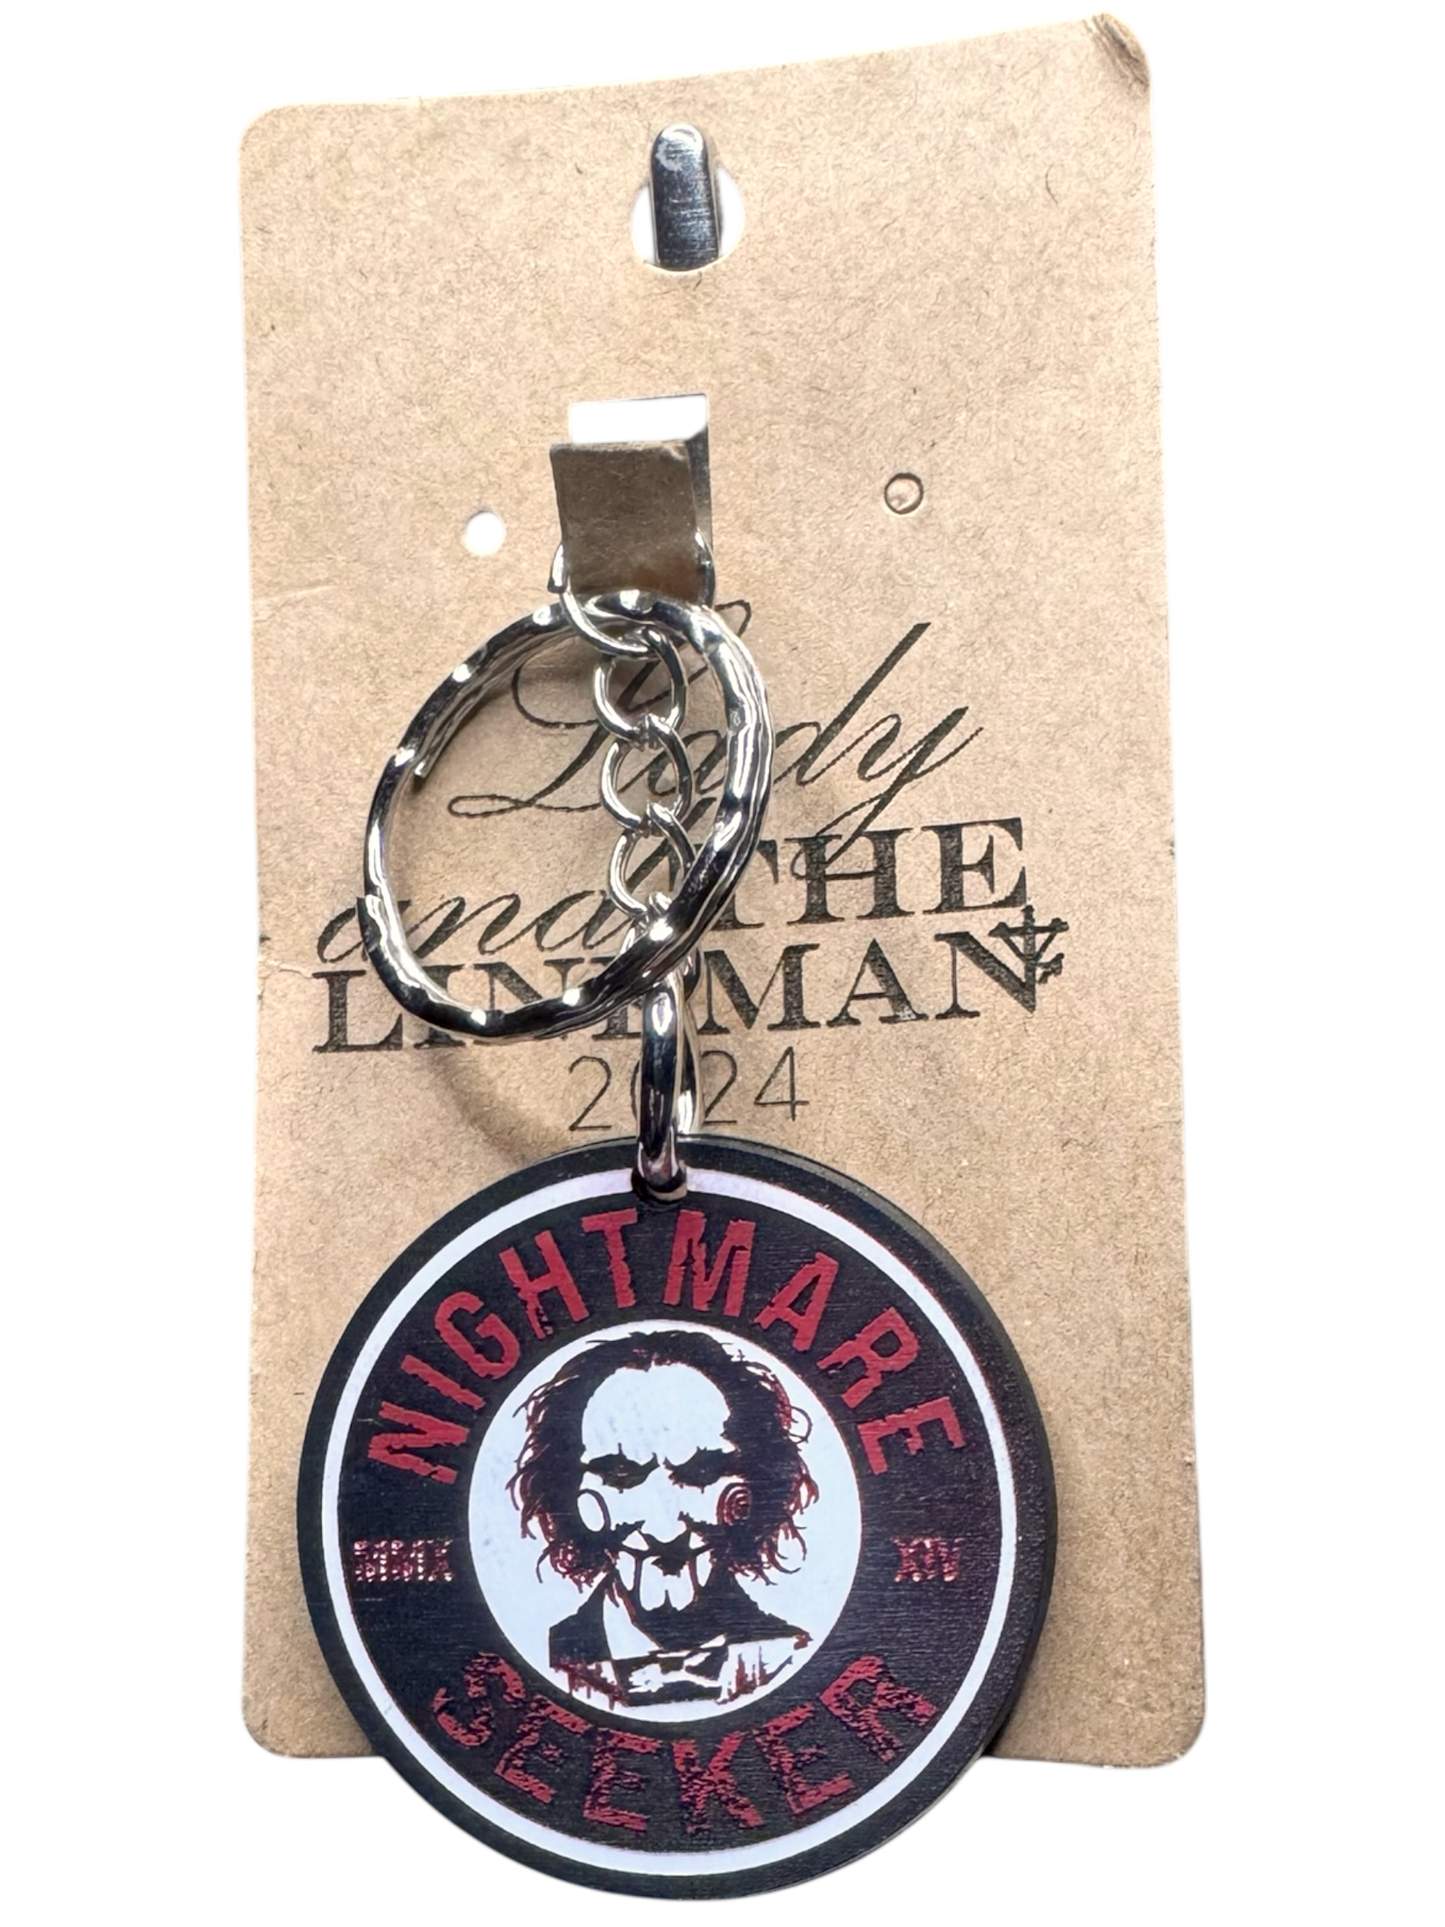 Lady
and THE
LINEMAN
2024
NIGHTMARE
XIV
SEEKER